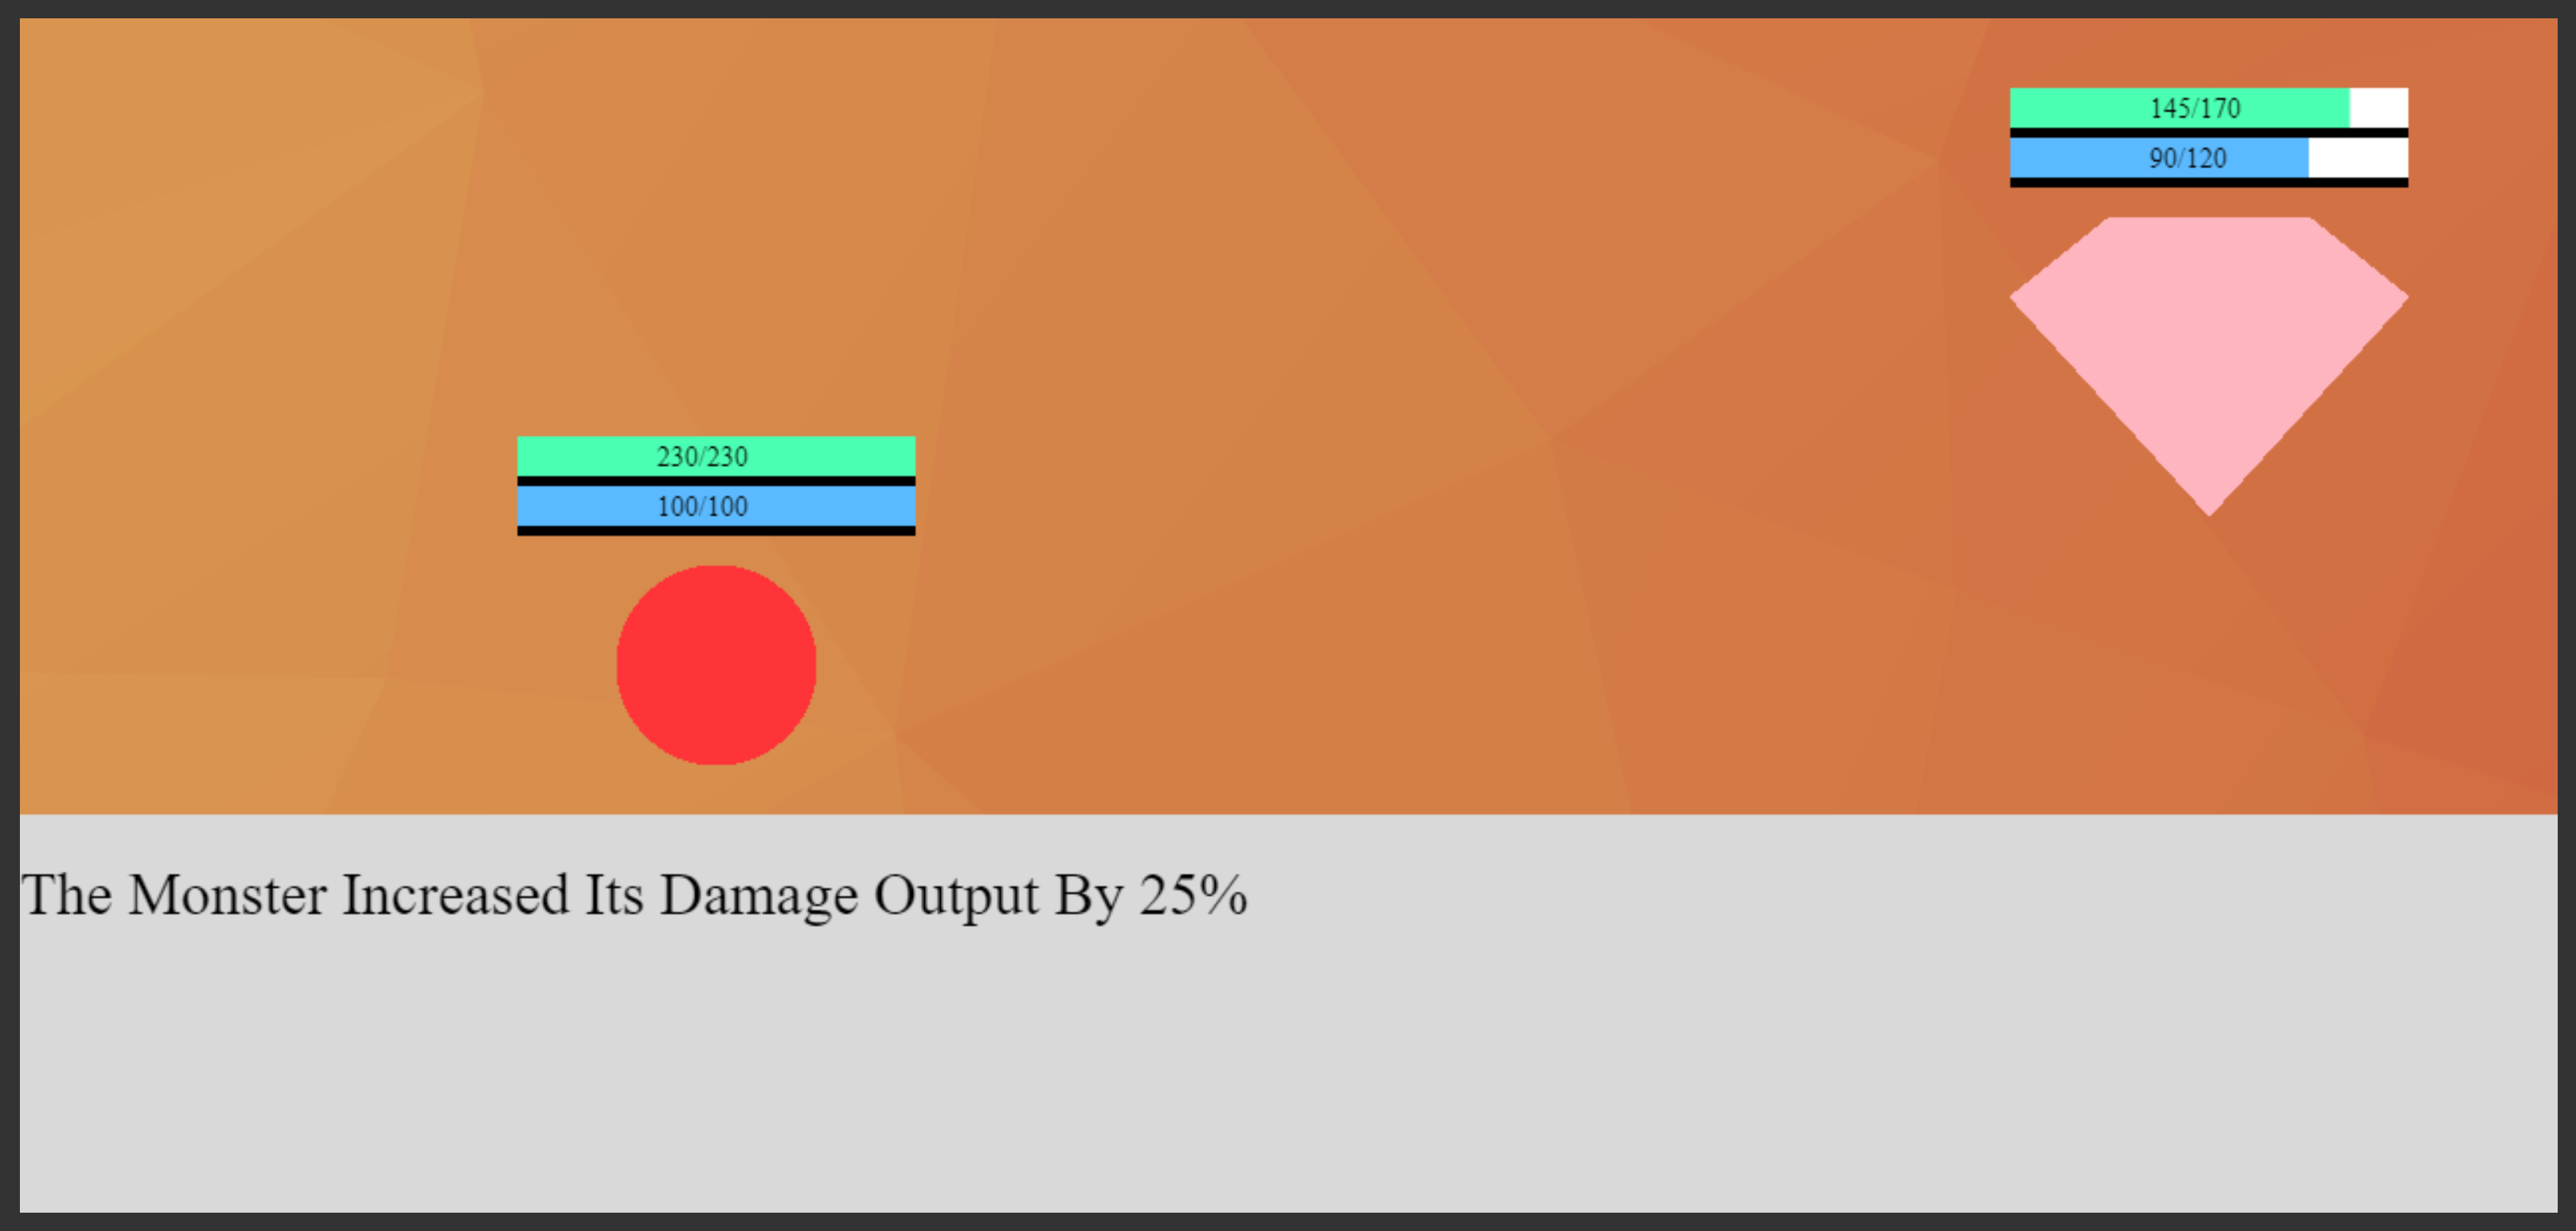 145/170
90/120
230/230
100/100
The Monster Increased Its Damage Output By 25%